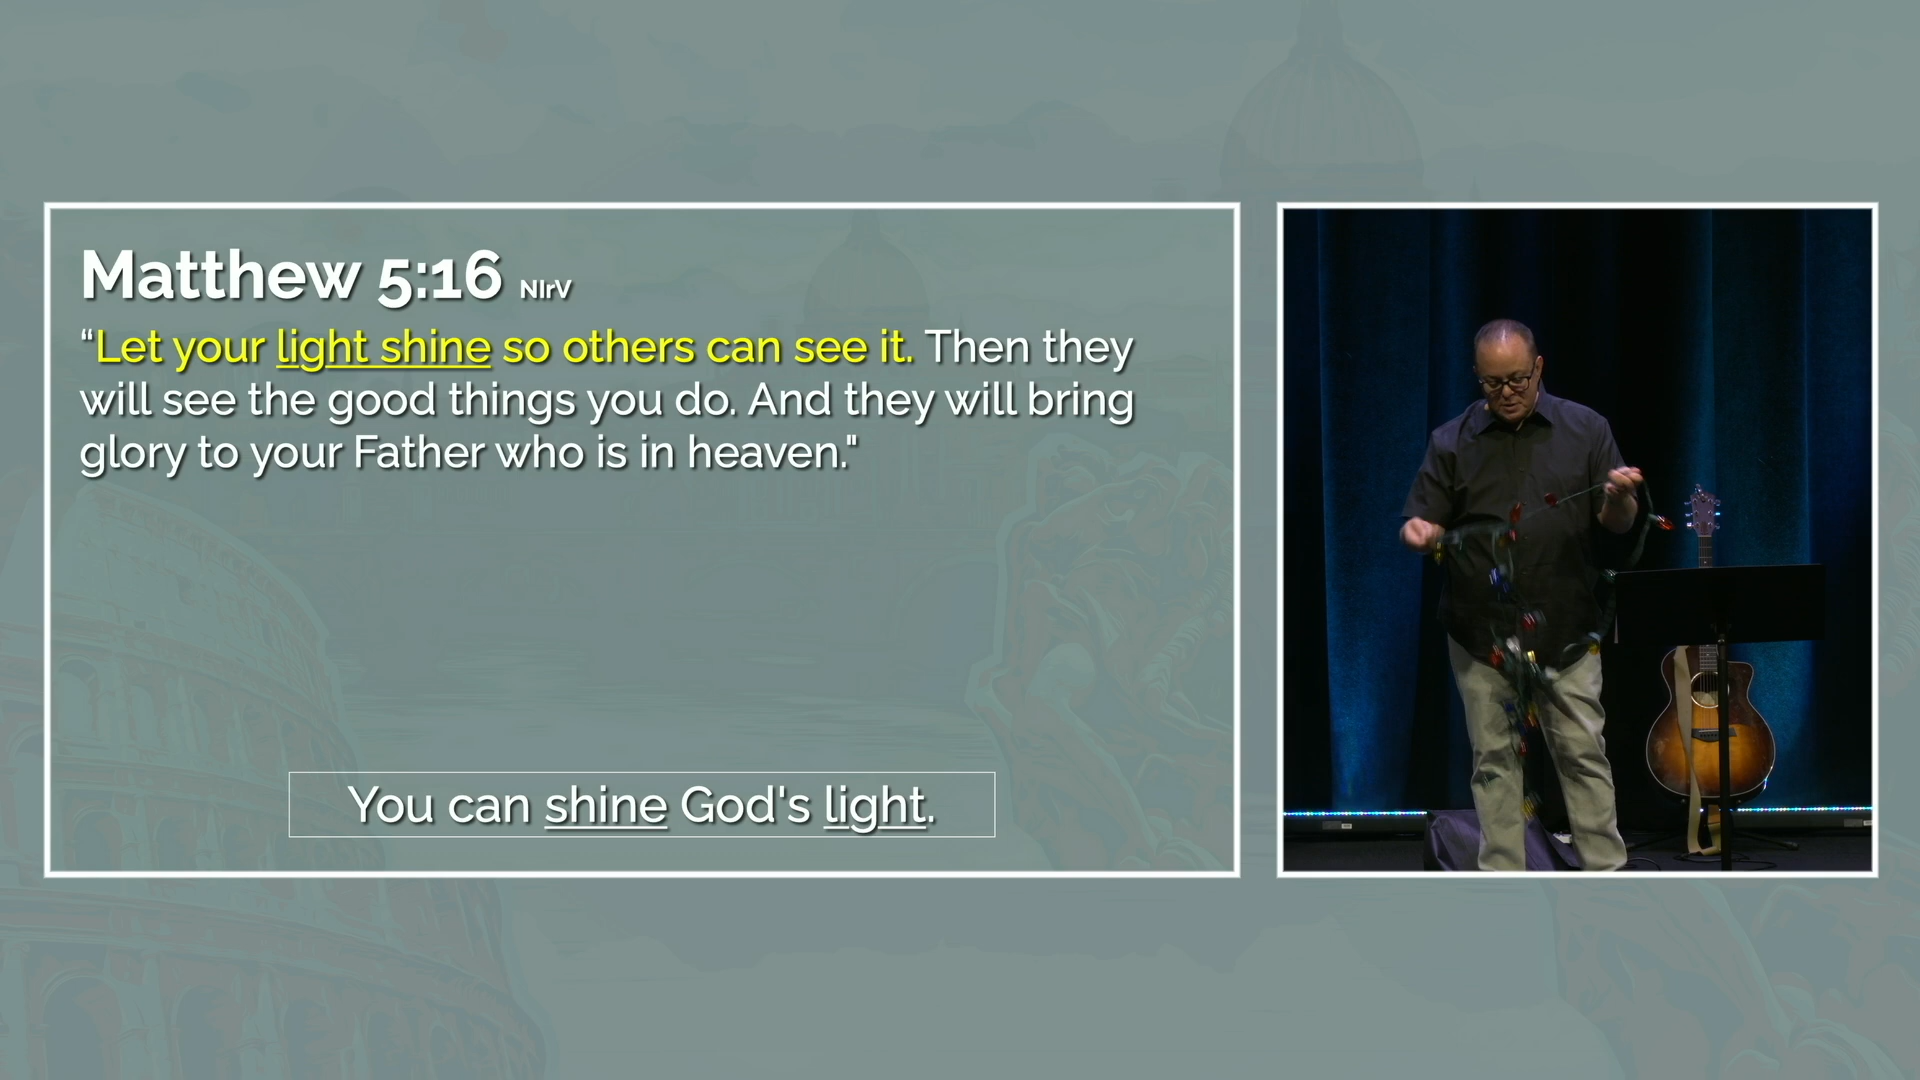 Matthew 5:16 NIrV
“Let your light shine so others can see it. Then they
will see the good things you do. And they will bring
glory to your Father who is in heaven."
You can shine God's light.